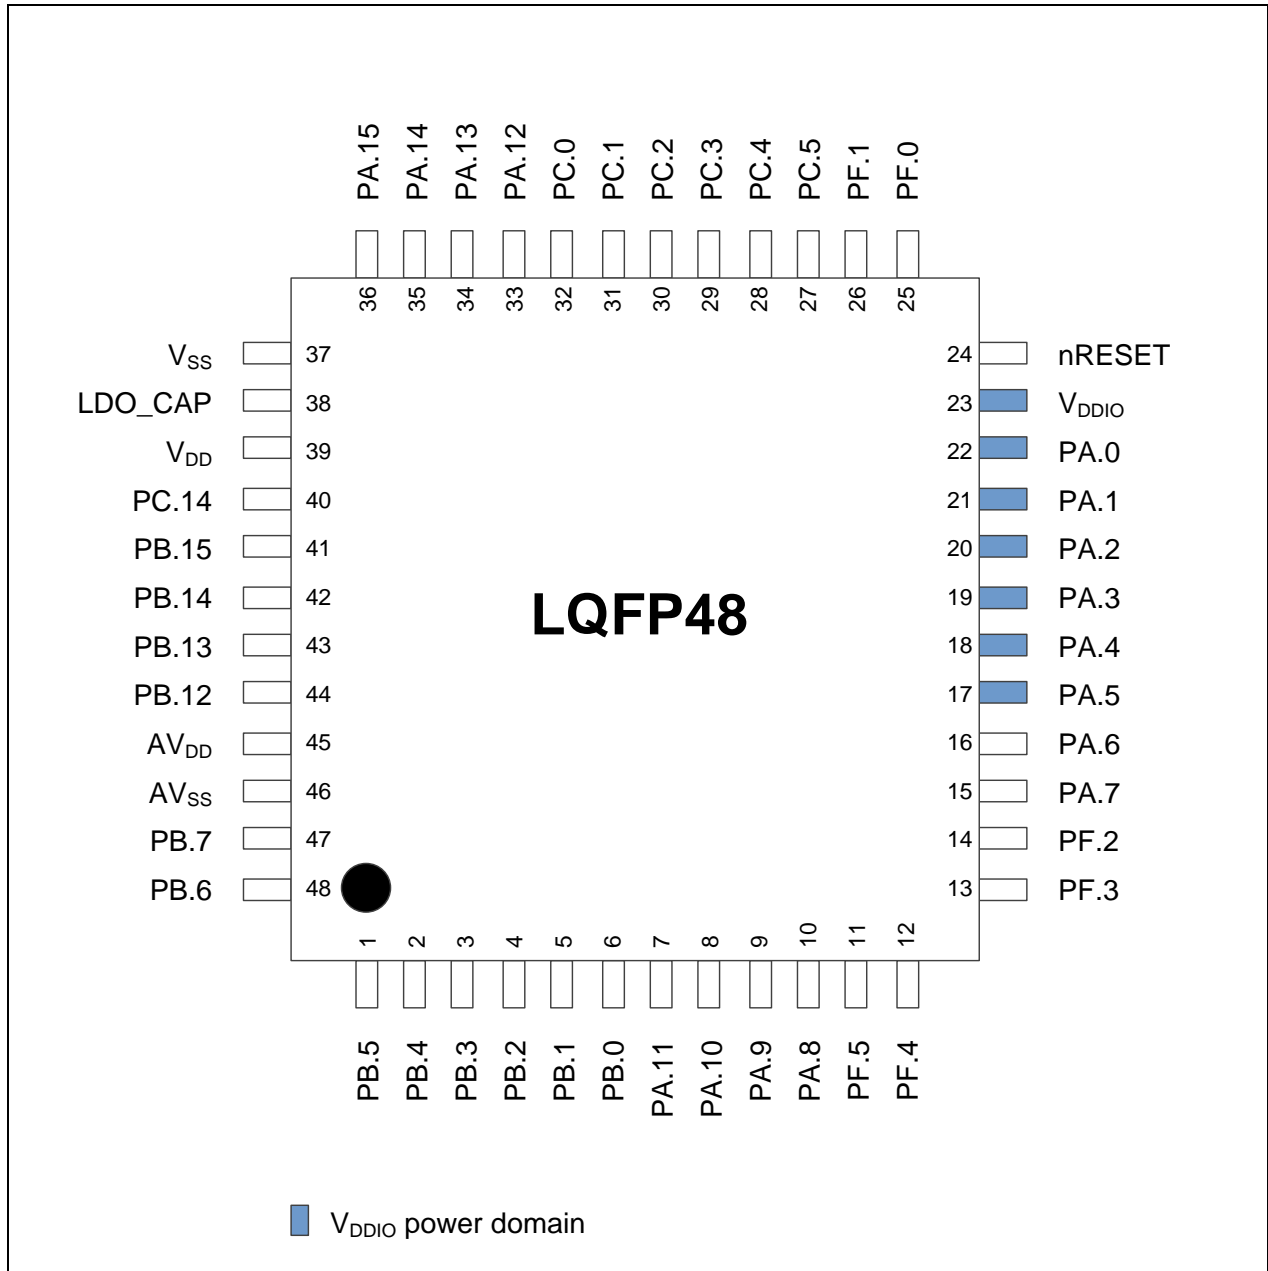 PA.15
PA.14
PA.13
PA.12
PC.0
PC.1
PC.2
PC.3
PC.4
PC.5
PF.1
PF.0
36
35
34
33
32
31
30
29
28
27
26
25
VSS 37
LDO_CAP 38
VDD 39
PC.14 40
PB.15 41
PB.14 42
PB.13 43
PB.12 44
AVDD 45
AVSS 46
PB.7 47
PB.6 48
LQFP48
24 nRESET
23 VDDIO
22 PA.0
21 PA.1
20 PA.2
19 PA.3
18 PA.4
17 PA.5
16 PA.6
15 PA.7
14 PF.2
13 PF.3
1
2
3
4
5
6
7
8
9
10
11
12
PB.5
PB.4
PB.3
PB.2
PB.1
PB.0
PA.11
PA.10
PA.9
PA.8
PF.5
PF.4
VDDIO power domain